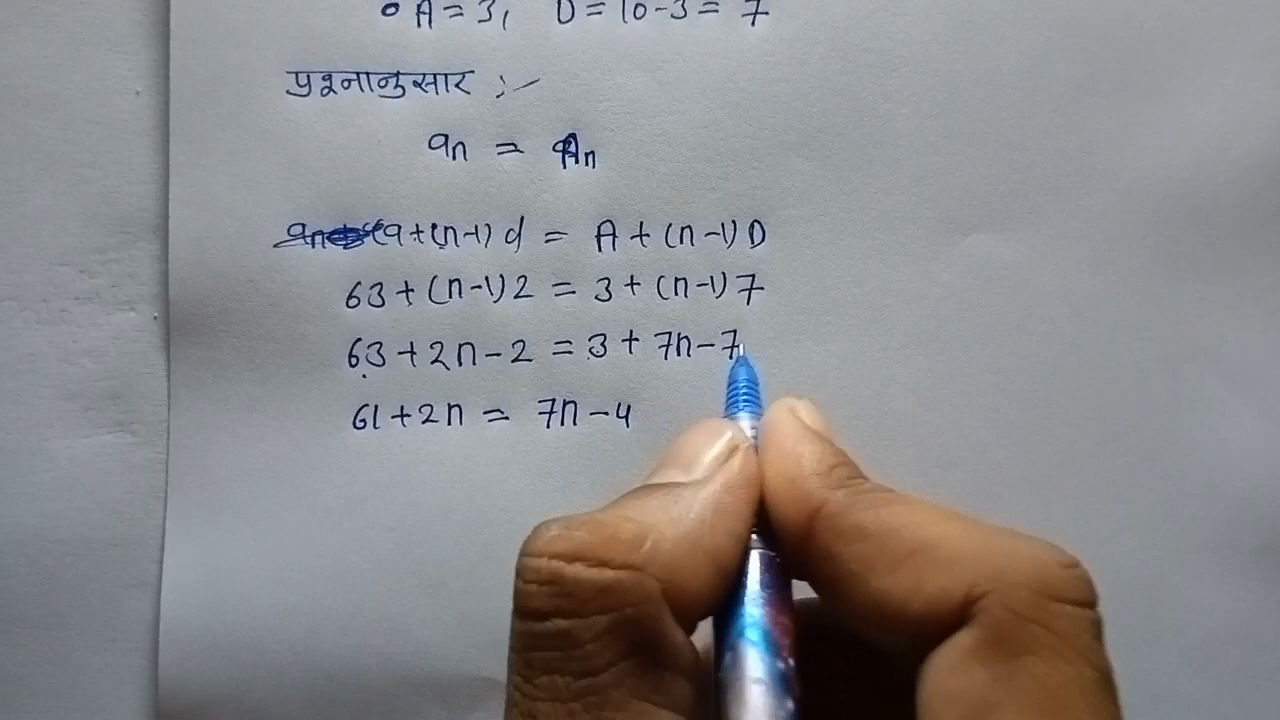 • A = 3, D = 10 - 3 = 7
प्रश्नानुसार :-
an = An
a + (n-1) d = A + (n-1) D
63 + (n-1) 2 = 3 + (n-1) 7
63 + 2n - 2 = 3 + 7n - 7
61 + 2n = 7n - 4